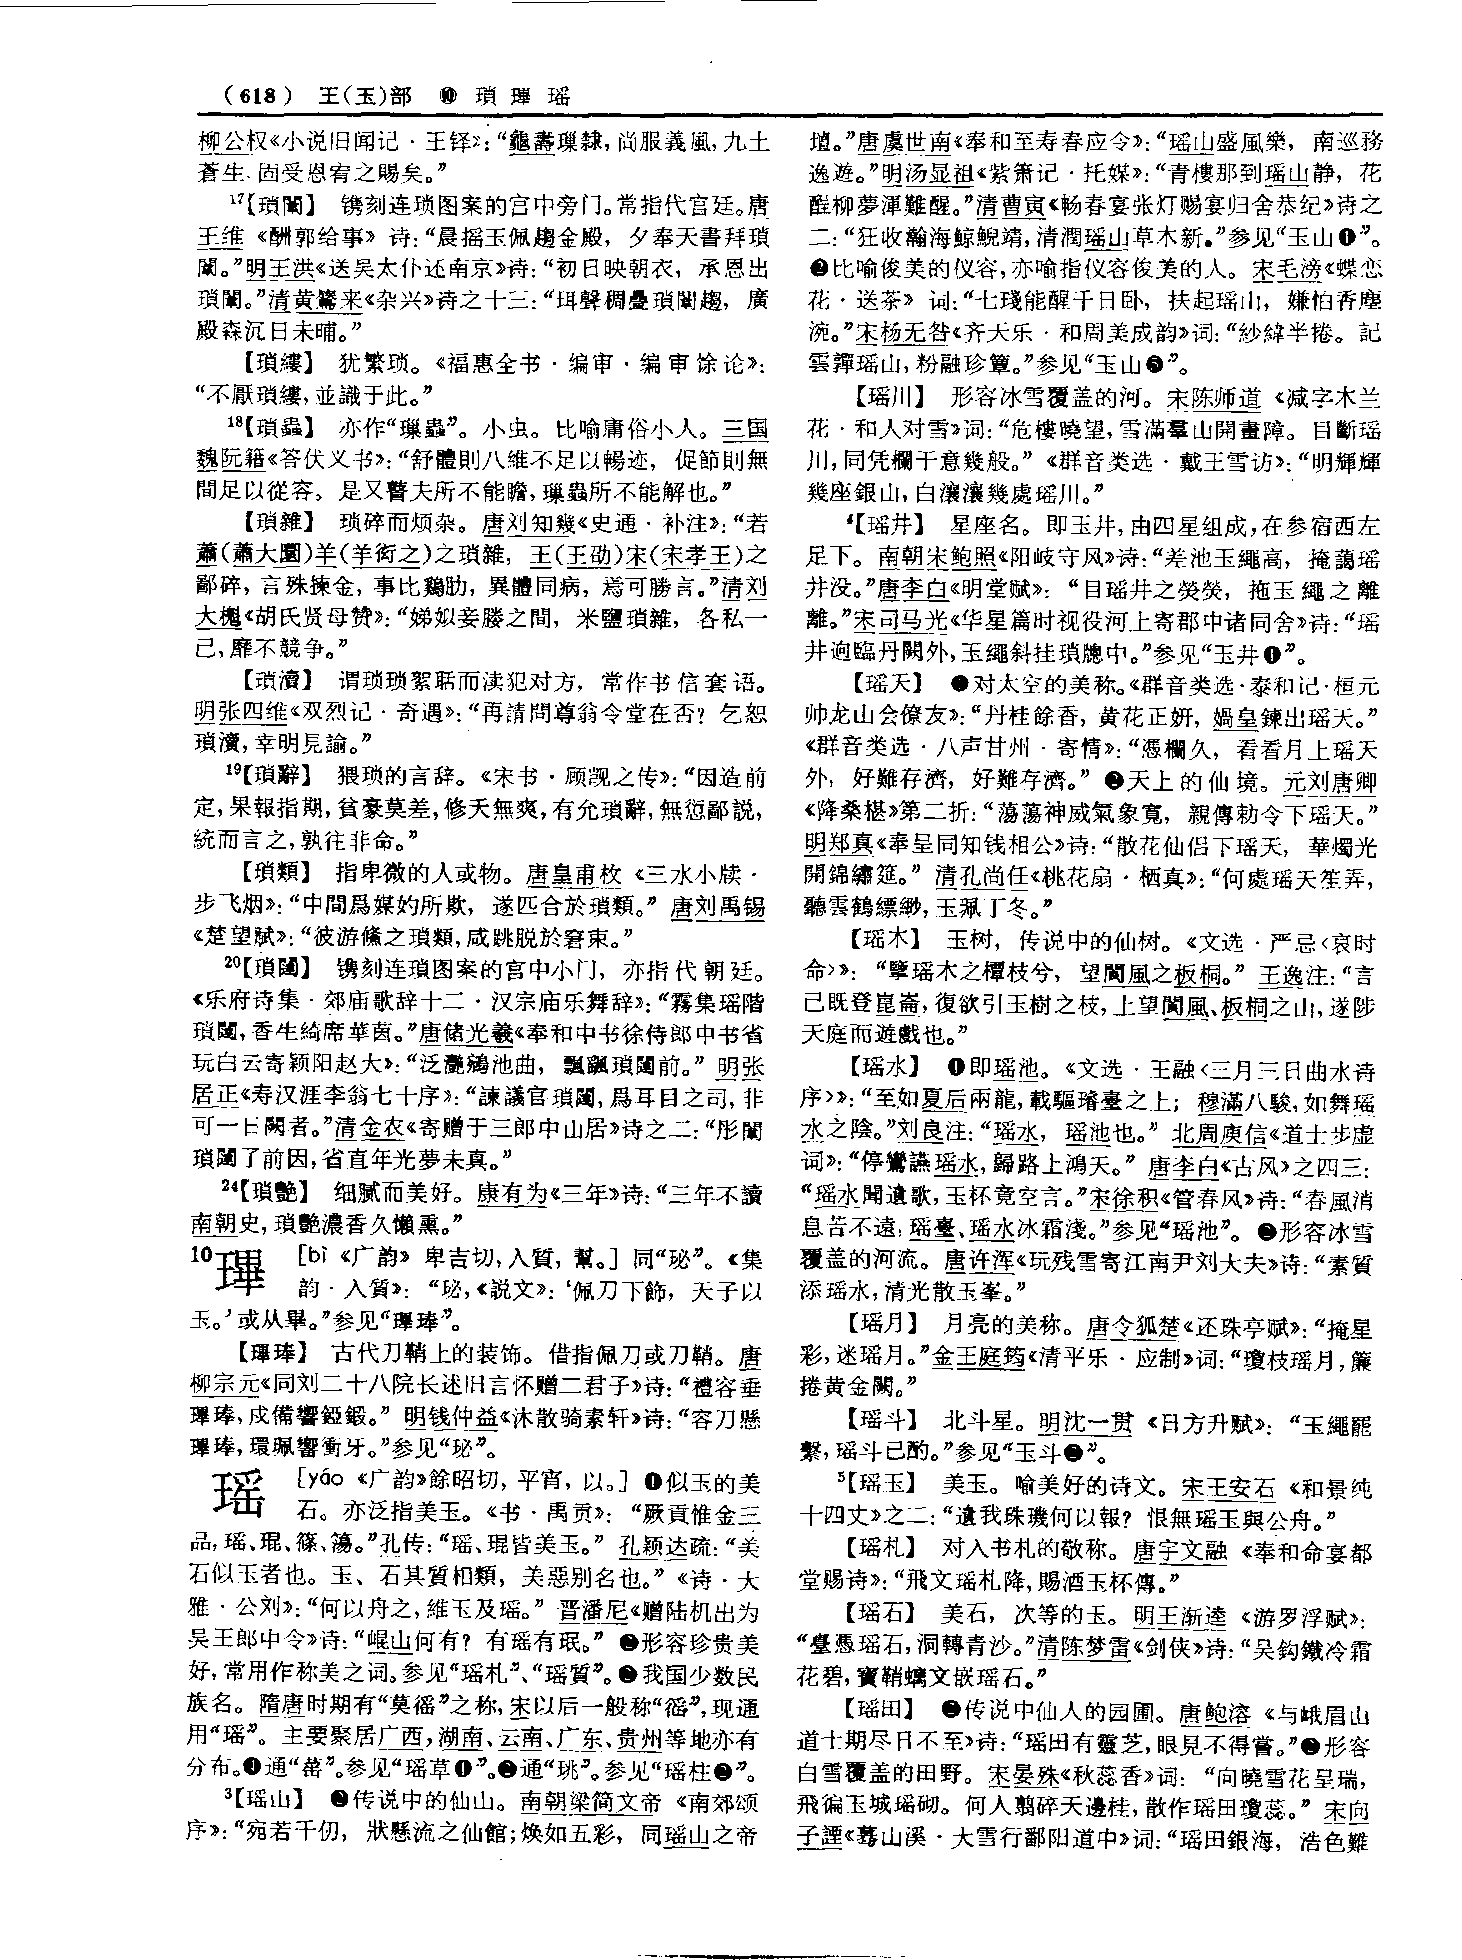 (618) 王(玉)部 ❿ 瑣 㻫 瑶
柳公权《小说旧闻记·王铎》：“龜壽璅隸，尚服義風，九土
蒼生，固受恩宥之賜矣。”
17【瑣闈】 镌刻连琐图案的宫中旁门。常指代宫廷。唐
王维《酬郭给事》诗：“晨摇玉佩趨金殿，夕奉天書拜瑣
闈。”明王洪《送吴太仆还南京》诗：“初日映朝衣，承恩出
瑣闈。”清黄鷟来《杂兴》诗之十三：“珥聲稠疊瑣闈趨，廣
殿森沉日未晡。”
【瑣縷】 犹繁琐。《福惠全书·编审·编审馀论》：
“不厭瑣縷，並識于此。”
18【瑣蟲】 亦作“璅蟲”。小虫。比喻庸俗小人。三国
魏阮籍《答伏义书》：“舒體則八維不足以暢迹，促節則無
間足以從容。是又瞽夫所不能瞻，璅蟲所不能解也。”
【瑣雜】 琐碎而烦杂。唐刘知幾《史通·补注》：“若
蕭(蕭大圜)羊(羊衒之)之瑣雜，王(王劭)宋(宋孝王)之
鄙碎，言殊揀金，事比鷄肋，異體同病，焉可勝言。”清刘
大櫆《胡氏贤母赞》：“娣姒妾媵之間，米鹽瑣雜，各私一
己，靡不競争。”
【瑣瀆】 谓琐琐絮聒而渎犯对方，常作书信套语。
明张四维《双烈记·奇遇》：“再請問尊翁令堂在否？乞恕
瑣瀆，幸明見諭。”
19【瑣辭】 猥琐的言辞。《宋书·顾觊之传》：“因造前
定，果報指期，貧豪莫差，修夭無爽，有允瑣辭，無愆鄙説，
統而言之，孰往非命。”
【瑣類】 指卑微的人或物。唐皇甫枚《三水小牍·
步飞烟》：“中間爲媒妁所欺，遂匹合於瑣類。”唐刘禹锡
《楚望赋》：“彼游鯈之瑣類，咸跳脱於窘束。”
20【瑣闥】 镌刻连瑣图案的宫中小门，亦指代朝廷。
《乐府诗集·郊庙歌辞十二·汉宗庙乐舞辞》：“霧集瑶階
瑣闥，香生綺席華茵。”唐储光羲《奉和中书徐侍郎中书省
玩白云寄颖阳赵大》：“泛灩鵷池曲，飄颻瑣闥前。”明张
居正《寿汉涯李翁七十序》：“諫議官瑣闥，爲耳目之司，非
可一日闕者。”清金农《寄赠于三郎中山居》诗之二：“彤闈
瑣闥了前因，省直年光夢未真。”
24【瑣艷】 细腻而美好。康有为《三年》诗：“三年不讀
南朝史，瑣艷濃香久懶熏。”
10㻫 [bì《广韵》卑吉切，入質，幫。]同“珌”。《集
韵·入質》：“珌，《説文》：‘佩刀下飾，天子以
玉。’或从畢。”参见“㻫琫”。
【㻫琫】 古代刀鞘上的装饰。借指佩刀或刀鞘。唐
柳宗元《同刘二十八院长述旧言怀赠二君子》诗：“禮容垂
㻫琫，戍備響錏鍛。”明钱仲益《沐散骑素轩》诗：“容刀懸
㻫琫，環珮響衝牙。”参见“珌”。
瑶 [yáo《广韵》餘昭切，平宵，以。]❶似玉的美
石。亦泛指美玉。《书·禹贡》：“厥貢惟金三
品，瑶、琨、篠、簜。”孔传：“瑶、琨皆美玉。”孔颖达疏：“美
石似玉者也。玉、石其質相類，美惡别名也。”《诗·大
雅·公刘》：“何以舟之，維玉及瑶。”晋潘尼《赠陆机出为
吴王郎中令》诗：“崐山何有？有瑶有珉。”❷形容珍贵美
好，常用作称美之词。参见“瑶札”、“瑶質”。❸我国少数民
族名。隋唐时期有“莫徭”之称，宋以后一般称“徭”，现通
用“瑶”。主要聚居广西，湖南、云南、广东、贵州等地亦有
分布。❹通“䔄”。参见“瑶草❶”。❺通“珧”。参见“瑶柱❷”。
3【瑶山】 ❶传说中的仙山。南朝梁简文帝《南郊颂
序》：“宛若千仞，狀懸流之仙館；焕如五彩，同瑶山之帝
壇。”唐虞世南《奉和至寿春应令》：“瑶山盛風樂，南巡務
逸遊。”明汤显祖《紫箫记·托媒》：“青樓那到瑶山静，花
酲柳夢渾難醒。”清曹寅《畅春宴张灯赐宴归舍恭纪》诗之
二：“狂收瀚海鯨鯢靖，清潤瑶山草木新。”参见“玉山❶”。
❷比喻俊美的仪容，亦喻指仪容俊美的人。宋毛滂《蝶恋
花·送茶》词：“七琖能醒千日卧，扶起瑶山，嫌怕香塵
涴。”宋杨无咎《齐天乐·和周美成韵》词：“紗幃半捲。記
雲嚲瑶山，粉融珍簟。”参见“玉山❺”。
【瑶川】 形容冰雪覆盖的河。宋陈师道《减字木兰
花·和人对雪》词：“危樓曉望，雪滿羣山開畫障。目斷瑶
川，同凭欄干意幾般。”《群音类选·戴王雪访》：“明輝輝
幾座銀山，白瀼瀼幾處瑶川。”
4【瑶井】 星座名。即玉井，由四星组成，在参宿西左
足下。南朝宋鲍照《阳岐守风》诗：“差池玉繩高，掩藹瑶
井没。”唐李白《明堂赋》：“目瑶井之熒熒，拖玉繩之離
離。”宋司马光《华星篇时视役河上寄郡中诸同舍》诗：“瑶
井迥臨丹闕外，玉繩斜挂瑣牕中。”参见“玉井❶”。
【瑶天】 ❶对太空的美称。《群音类选·泰和记·桓元
帅龙山会僚友》：“丹桂餘香，黄花正妍，媧皇鍊出瑶天。”
《群音类选·八声甘州·寄情》：“憑欄久，看看月上瑶天
外，好難存濟，好難存濟。”❷天上的仙境。元刘唐卿
《降桑椹》第二折：“蕩蕩神威氣象寬，親傳勑令下瑶天。”
明郑真《奉呈同知钱相公》诗：“散花仙侣下瑶天，華燭光
開錦繡筵。”清孔尚任《桃花扇·栖真》：“何處瑶天笙弄，
聽雲鶴縹緲，玉珮丁冬。”
【瑶木】 玉树，传说中的仙树。《文选·严忌〈哀时
命〉》：“擥瑶木之橝枝兮，望閬風之板桐。”王逸注：“言
己既登崑崙，復欲引玉樹之枝，上望閬風、板桐之山，遂陟
天庭而遊戲也。”
【瑶水】 ❶即瑶池。《文选·王融〈三月三日曲水诗
序〉》：“至如夏后兩龍，載驅璿臺之上；穆滿八駿，如舞瑶
水之陰。”刘良注：“瑶水，瑶池也。”北周庾信《道士步虚
词》：“停鸞讌瑶水，歸路上鴻天。”唐李白《古风》之四三：
“瑶水聞遺歌，玉杯竟空言。”宋徐积《管春风》诗：“春風消
息苦不遠，瑶臺、瑶水冰霜淺。”参见“瑶池”。❷形容冰雪
覆盖的河流。唐许浑《玩残雪寄江南尹刘大夫》诗：“素質
添瑶水，清光散玉峯。”
【瑶月】 月亮的美称。唐令狐楚《还珠亭赋》：“掩星
彩，迷瑶月。”金王庭筠《清平乐·应制》词：“瓊枝瑶月，簾
捲黄金闕。”
【瑶斗】 北斗星。明沈一贯《日方升赋》：“玉繩罷
繫，瑶斗已酌。”参见“玉斗❷”。
5【瑶玉】 美玉。喻美好的诗文。宋王安石《和景纯
十四丈》之二：“遺我珠璣何以報？恨無瑶玉與公舟。”
【瑶札】 对人书札的敬称。唐宇文融《奉和命宴都
堂赐诗》：“飛文瑶札降，賜酒玉杯傳。”
【瑶石】 美石，次等的玉。明王渐逵《游罗浮赋》：
“臺憑瑶石，洞轉青沙。”清陈梦雷《剑侠》诗：“吴鈎鐵冷霜
花碧，寶鞘螭文嵌瑶石。”
【瑶田】 ❶传说中仙人的园圃。唐鲍溶《与峨眉山
道士期尽日不至》诗：“瑶田有靈芝，眼見不得嘗。”❷形容
白雪覆盖的田野。宋晏殊《秋蕊香》词：“向曉雪花呈瑞，
飛徧玉城瑶砌。何人翦碎天邊桂，散作瑶田瓊蕊。”宋向
子諲《蓦山溪·大雪行鄱阳道中》词：“瑶田銀海，浩色難